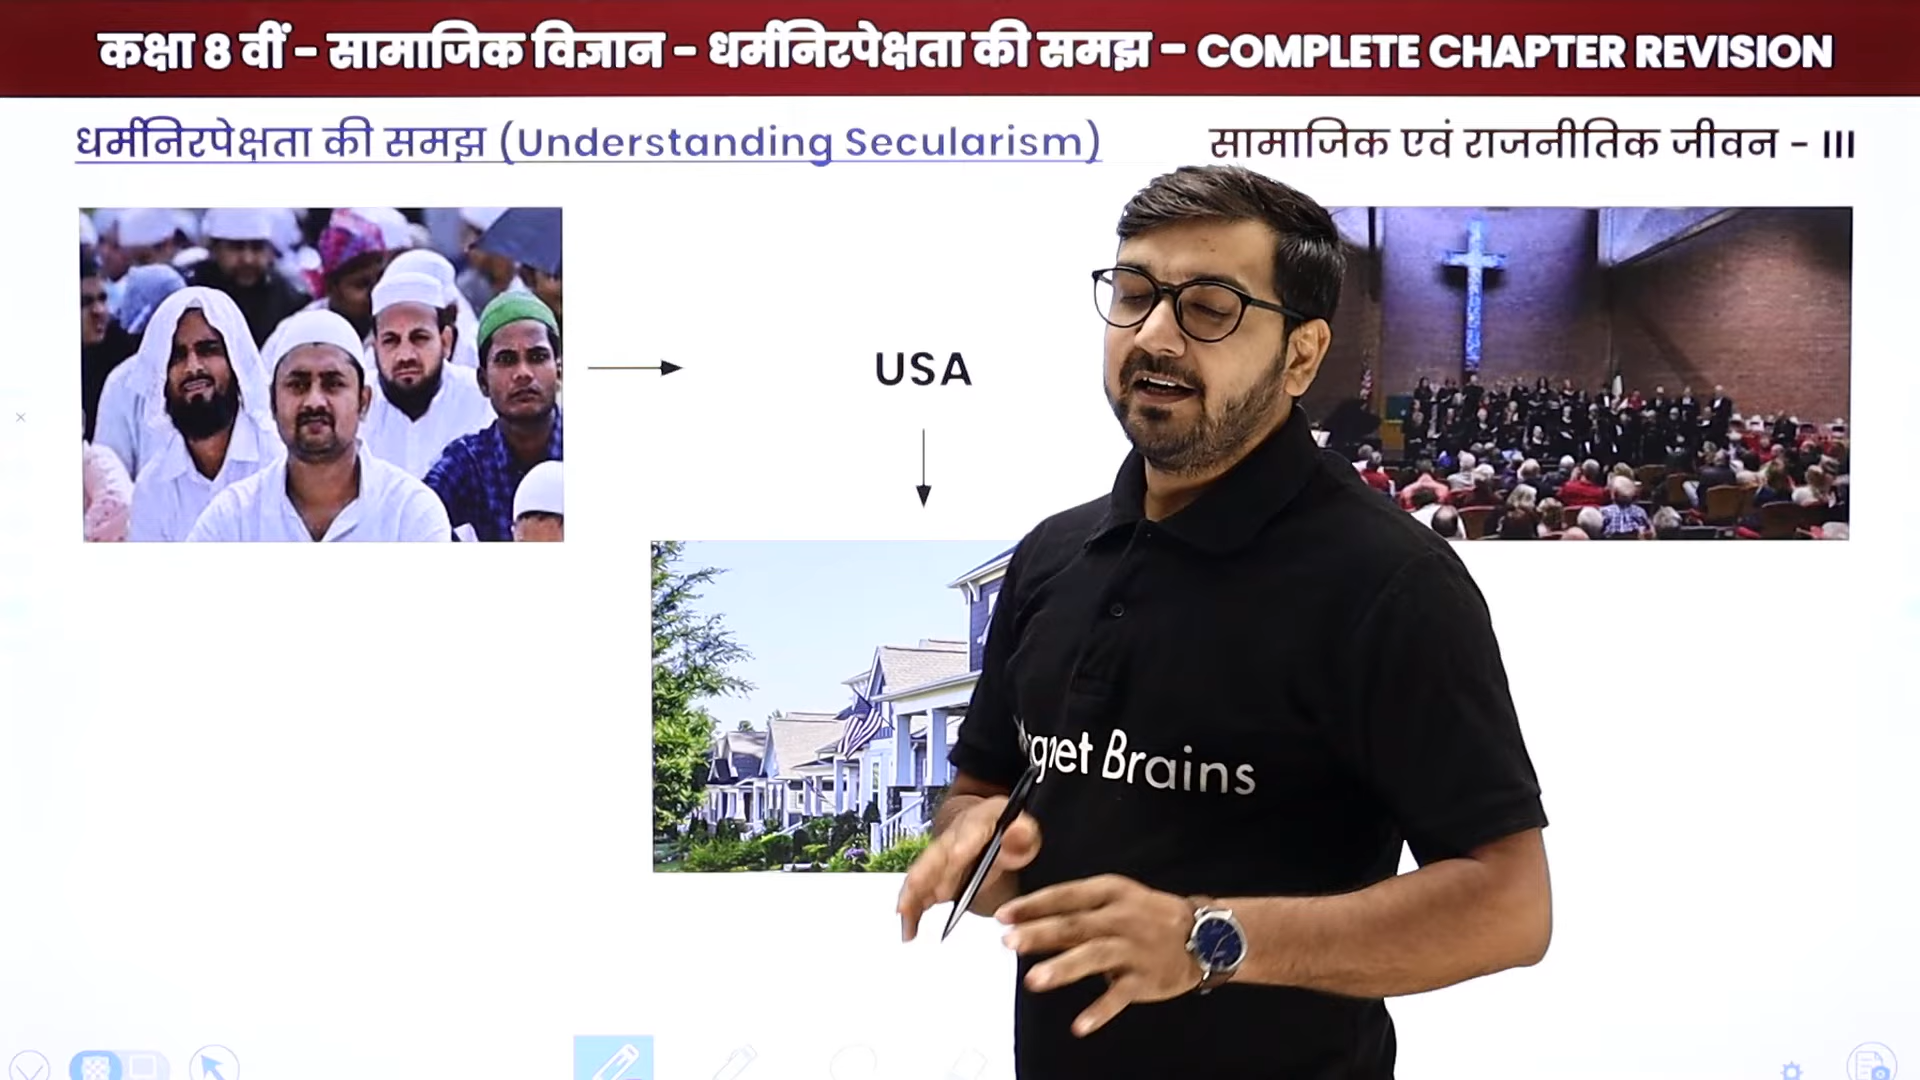 कक्षा 8 वीं - सामाजिक विज्ञान - धर्मनिरपेक्षता की समझ - COMPLETE CHAPTER REVISION
धर्मनिरपेक्षता की समझ (Understanding Secularism)
सामाजिक एवं राजनीतिक जीवन - III
USA
Brains